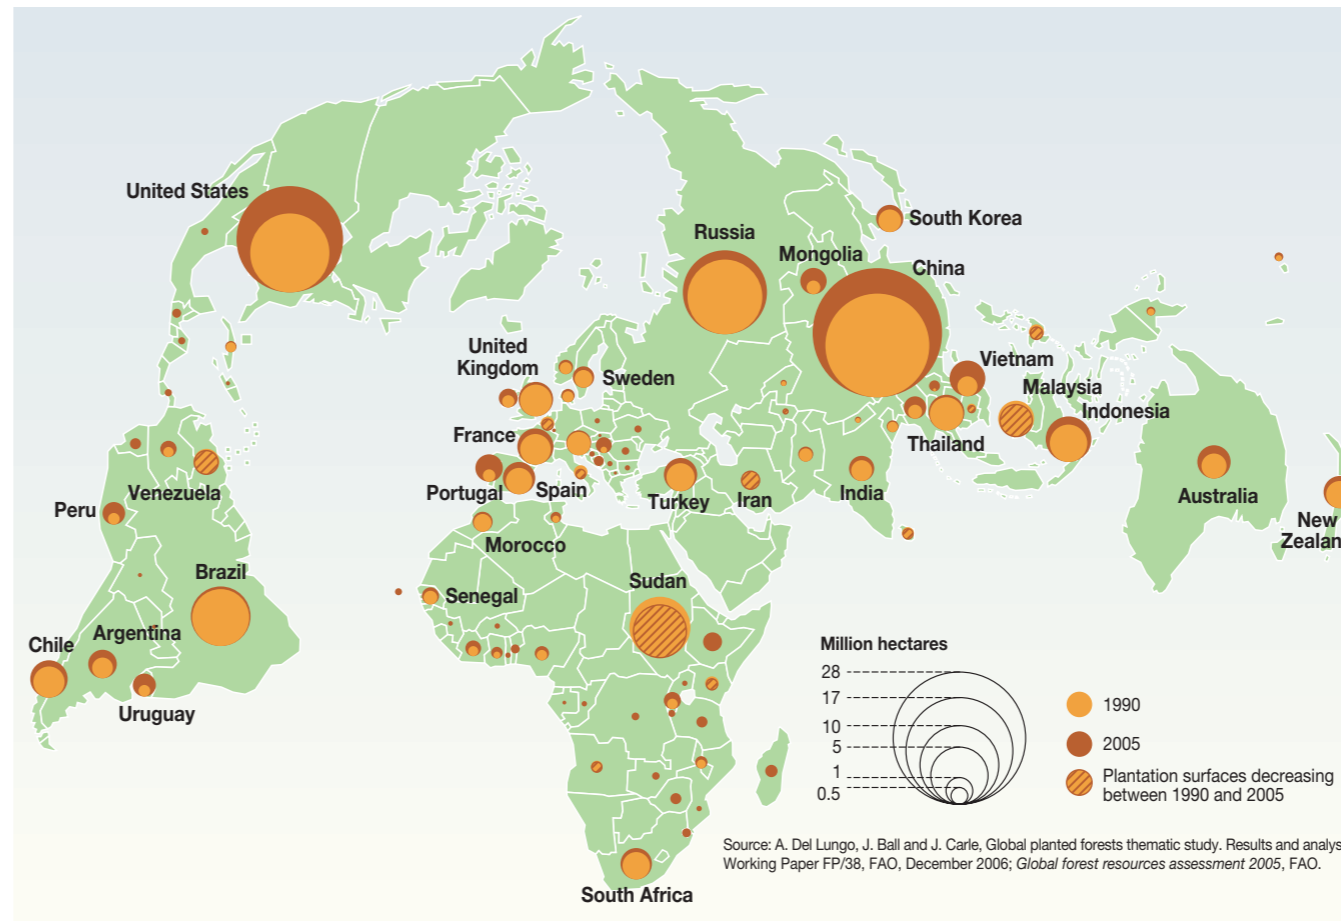 United States
South Korea
Russia
Mongolia
China
United
Kingdom
Sweden
Vietnam
Malaysia
Indonesia
France
Thailand
Portugal
Spain
Turkey
Iran
India
Australia
Venezuela
Peru
New
Zealan
Morocco
Brazil
Senegal
Sudan
Chile
Argentina
Uruguay
South Africa
Million hectares
28
17
10
5
1
0.5
1990
2005
Plantation surfaces decreasing
between 1990 and 2005
Source: A. Del Lungo, J. Ball and J. Carle, Global planted forests thematic study. Results and analys
Working Paper FP/38, FAO, December 2006; Global forest resources assessment 2005, FAO.